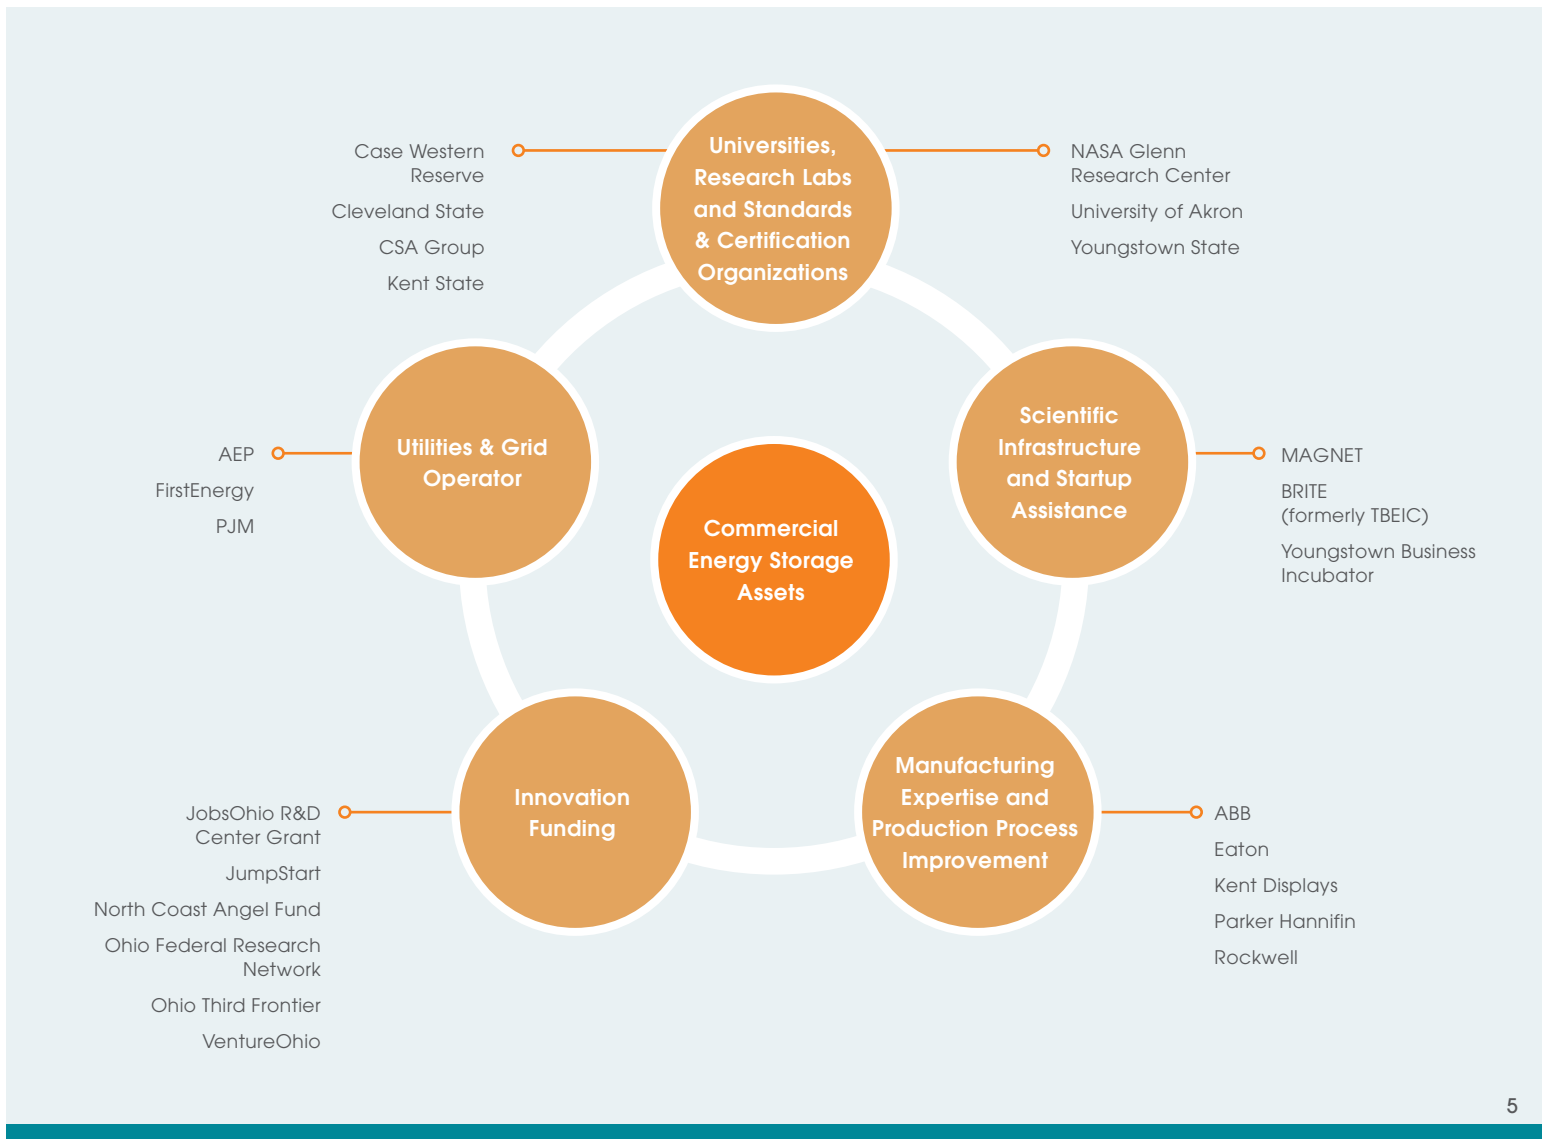 Universities,
Research Labs
and Standards
& Certification
Organizations
Case Western
Reserve
Cleveland State
CSA Group
Kent State
NASA Glenn
Research Center
University of Akron
Youngstown State
Utilities & Grid
Operator
AEP
FirstEnergy
PJM
Scientific
Infrastructure
and Startup
Assistance
MAGNET
BRITE
(formerly TBEIC)
Youngstown Business
Incubator
Commercial
Energy Storage
Assets
Innovation
Funding
JobsOhio R&D
Center Grant
JumpStart
North Coast Angel Fund
Ohio Federal Research
Network
Ohio Third Frontier
VentureOhio
Manufacturing
Expertise and
Production Process
Improvement
ABB
Eaton
Kent Displays
Parker Hannifin
Rockwell
5